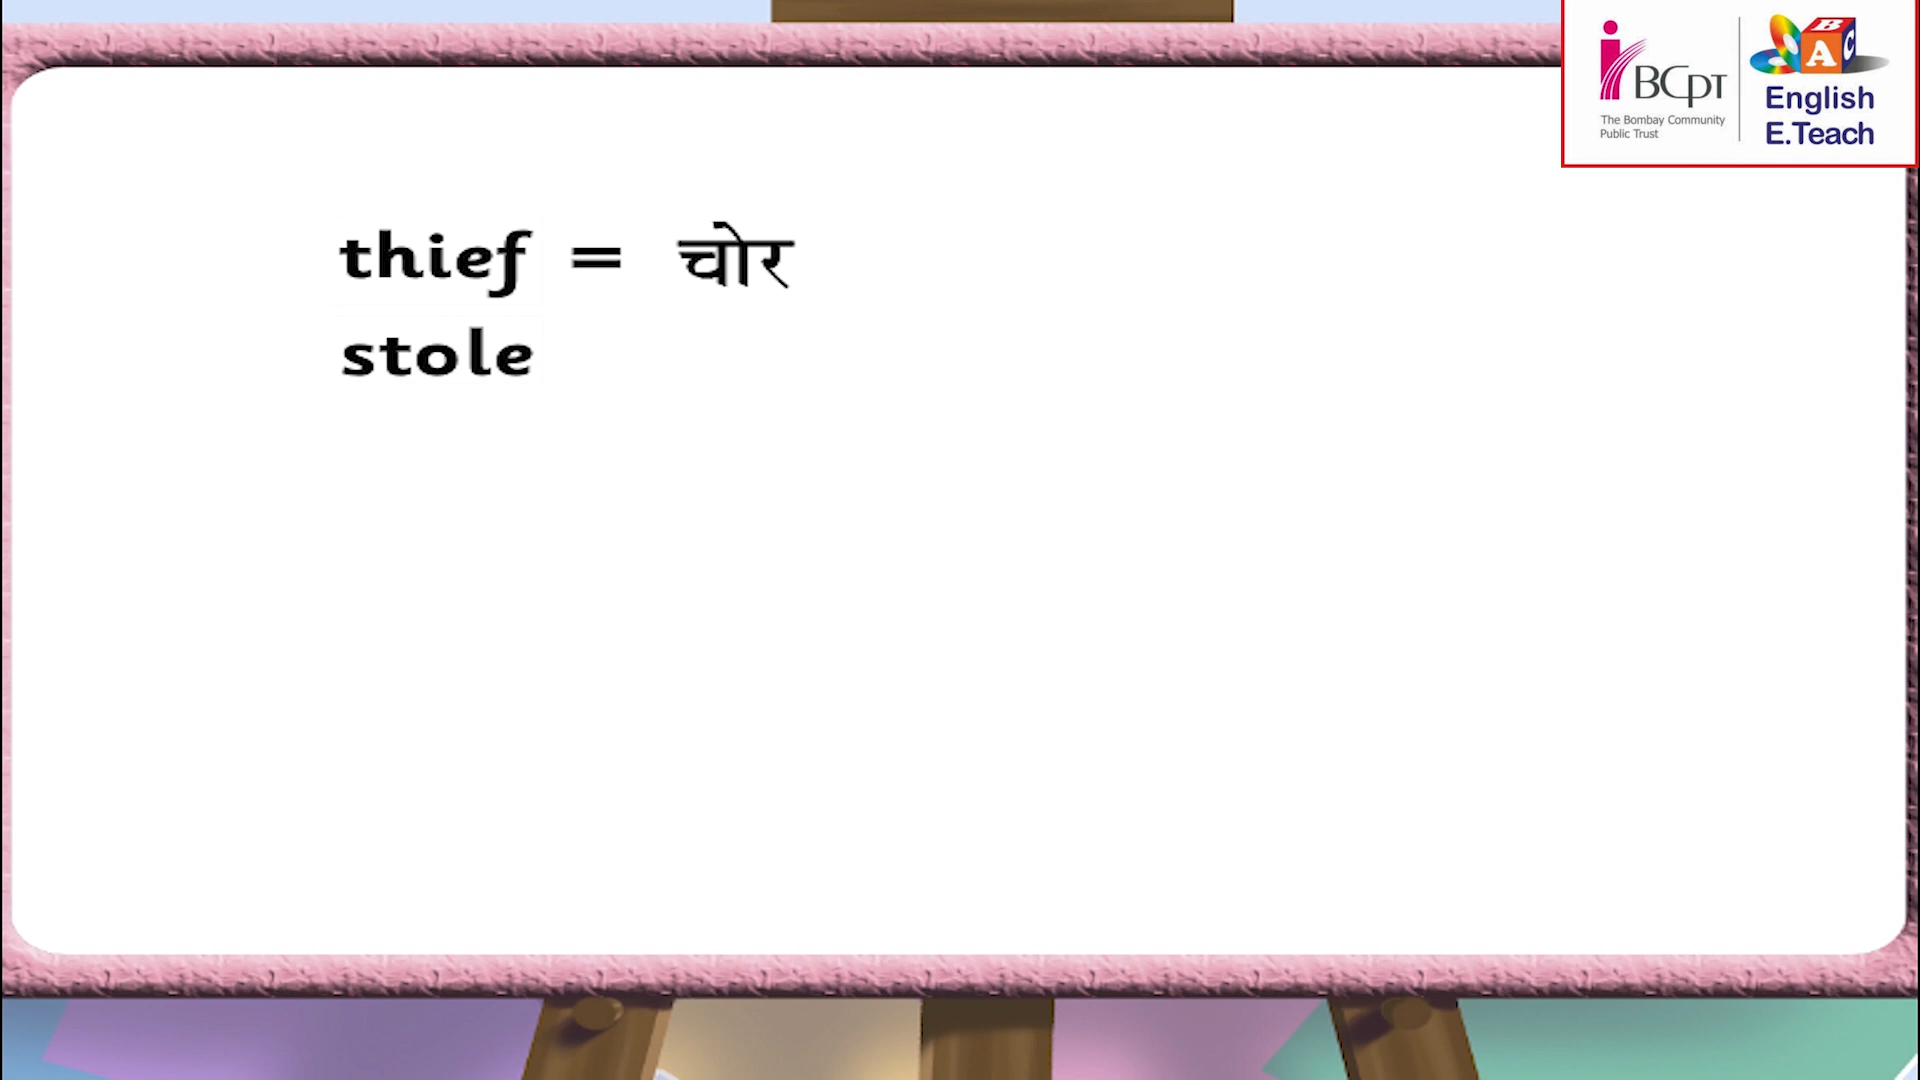 BCPT
The Bombay Community
Public Trust
A B C
English
E.Teach
thief = चोर
stole